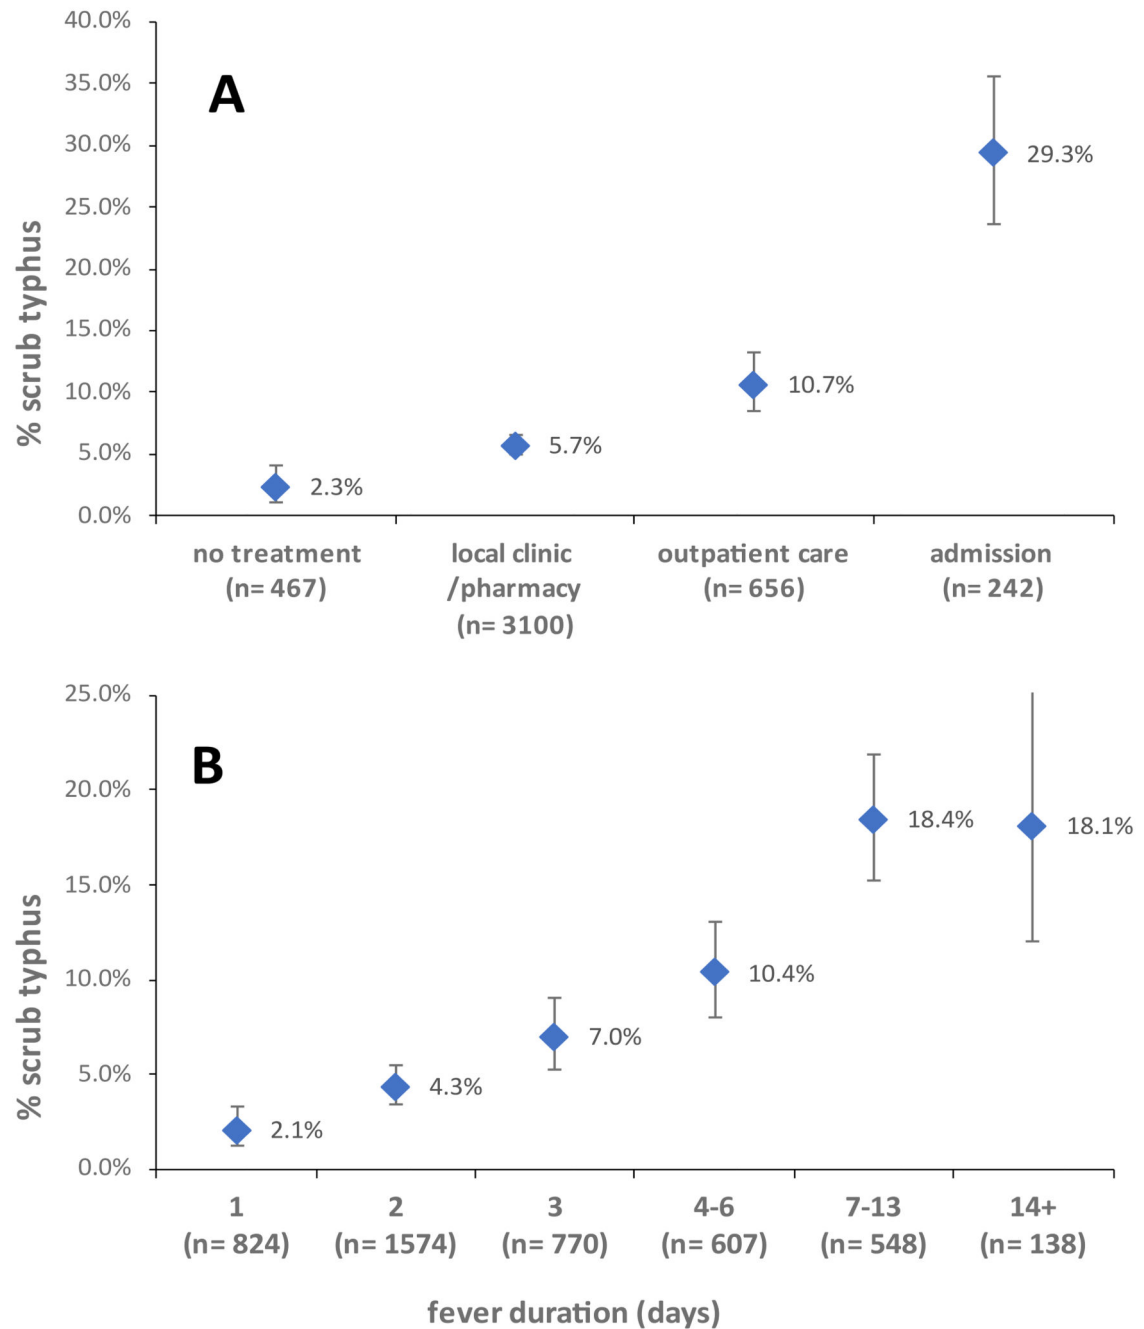 40.0%
35.0%
30.0%
25.0%
20.0%
15.0%
10.0%
5.0%
0.0%
% scrub typhus
A
2.3%
5.7%
10.7%
29.3%
no treatment
(n= 467)
local clinic
/pharmacy
(n= 3100)
outpatient care
(n= 656)
admission
(n= 242)
25.0%
20.0%
15.0%
10.0%
5.0%
0.0%
% scrub typhus
B
2.1%
4.3%
7.0%
10.4%
18.4%
18.1%
1
(n= 824)
2
(n= 1574)
3
(n= 770)
4-6
(n= 607)
7-13
(n= 548)
14+
(n= 138)
fever duration (days)